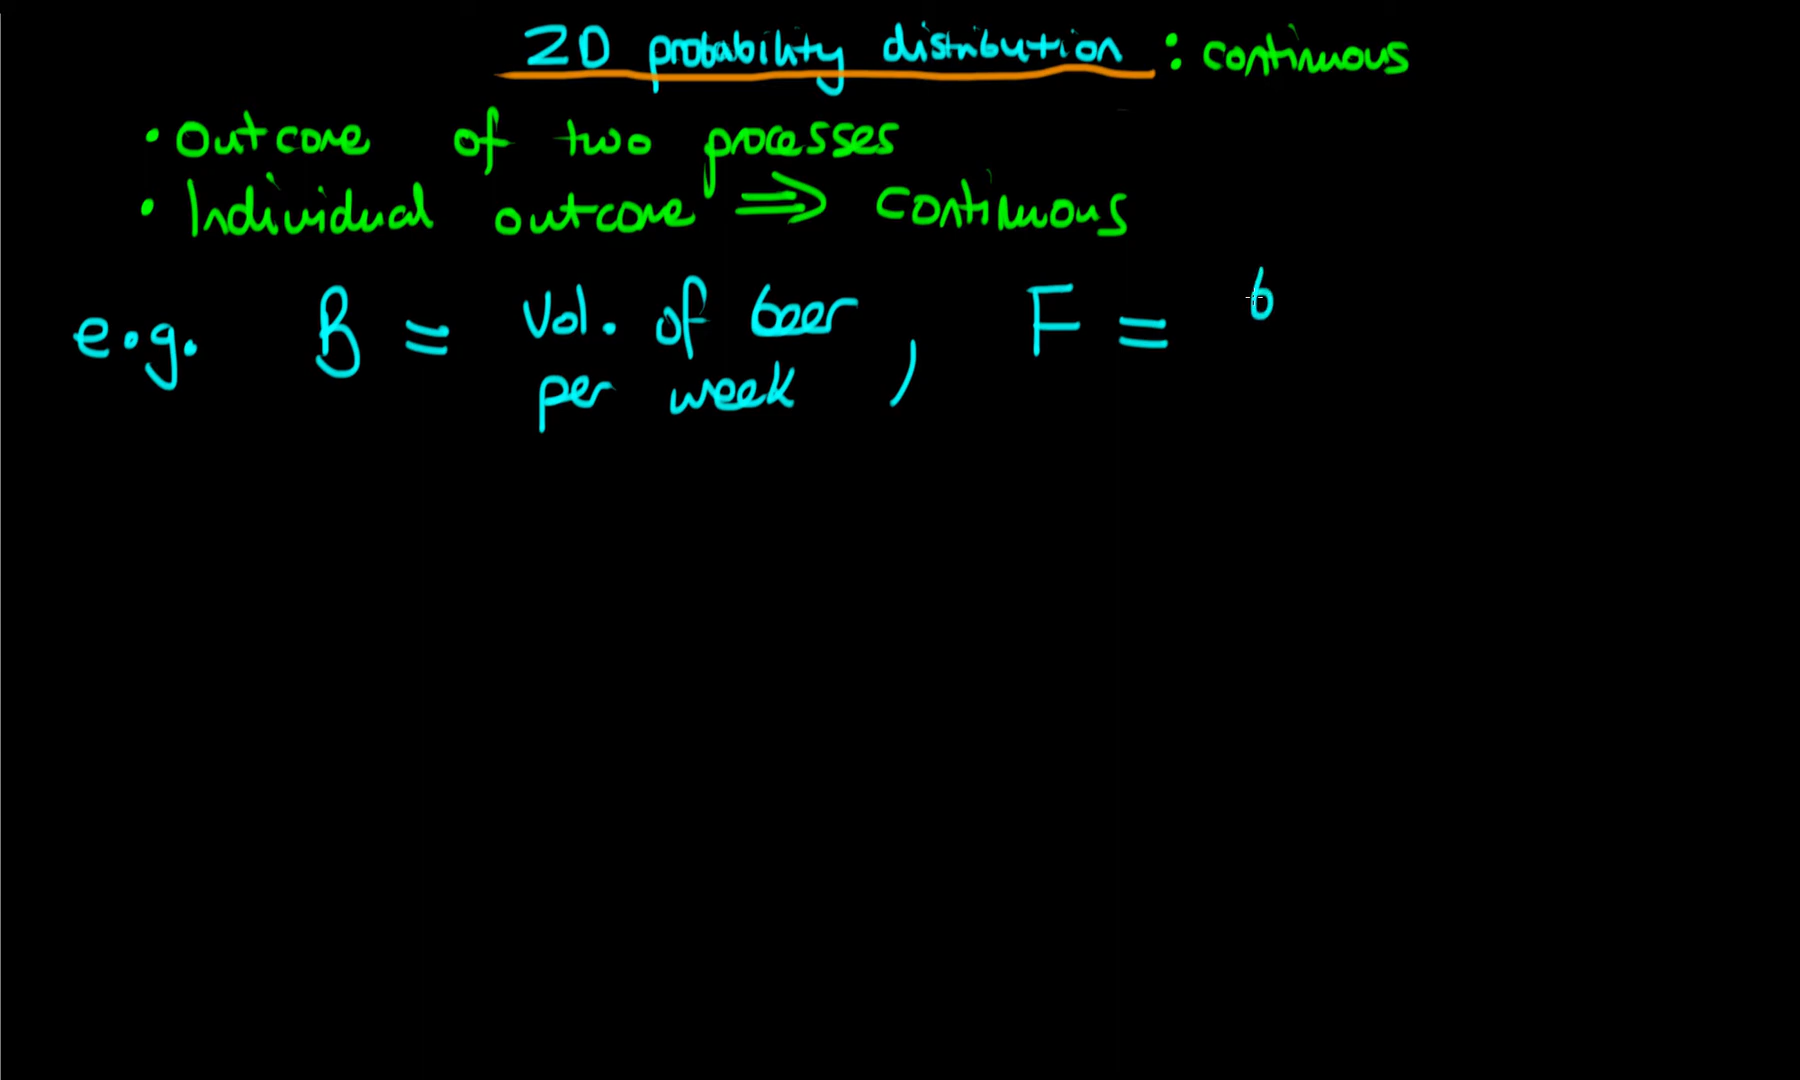 2D probability distribution : continuous
• Outcome of two processes
• Individual outcome ⇒ continuous
e.g. B = Vol. of beer per week , F = b